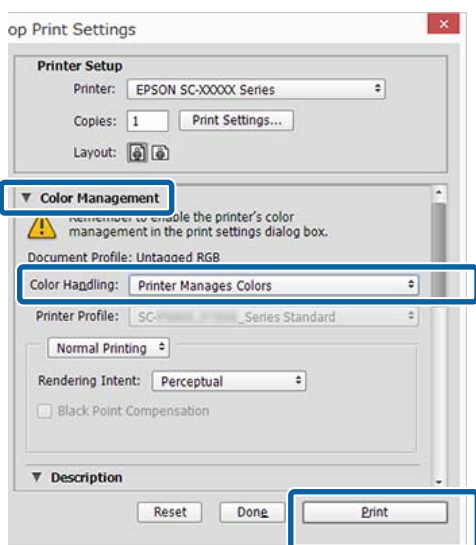 op Print Settings
Printer Setup
Printer: EPSON SC-XXXXX Series
Copies: 1 Print Settings...
Layout:
Color Management
Remember to enable the printer's color
management in the print settings dialog box.
Document Profile: Untagged RGB
Color Handling: Printer Manages Colors
Printer Profile: SC- _Series Standard
Normal Printing
Rendering Intent: Perceptual
Black Point Compensation
Description
Reset Done Print